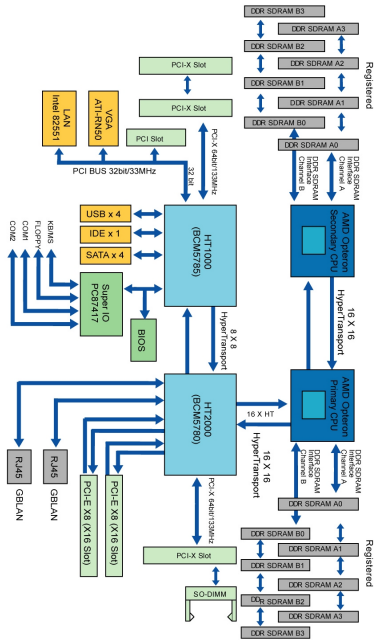 DDR SDRAM B3
DDR SDRAM A3
DDR SDRAM B2
DDR SDRAM A2
DDR SDRAM B1
DDR SDRAM A1
DDR SDRAM B0
DDR SDRAM A0
Registered
PCI-X Slot
PCI-X Slot
PCI Slot
PCI-X 64bit/133MHz
VGA
ATI-RN50
LAN
Intel 82551
PCI BUS 32bit/33MHz
32 bit
DDR SDRAM
Interface
Channel A
DDR SDRAM
Interface
Channel B
AMD Opteron
Secondary CPU
HT1000
(BCM5785)
USB x 4
IDE x 1
SATA x 4
KB/MS
FLOPPY
COM1
COM2
Super IO
PC87417
BIOS
16 X 16
HyperTransport
8 X 8
HyperTransport
AMD Opteron
Primary CPU
HT2000
(BCM5780)
16 X HT
16 X 16
HyperTransport
DDR SDRAM
Interface
Channel A
DDR SDRAM
Interface
Channel B
RJ45
GBLAN
RJ45
GBLAN
PCI-E X8 (X16 Slot)
PCI-E X8 (X16 Slot)
PCI-X 64bit/133MHz
PCI-X Slot
SO-DIMM
DDR SDRAM A0
DDR SDRAM B0
DDR SDRAM A1
DDR SDRAM B1
DDR SDRAM A2
DDR SDRAM B2
DDR SDRAM A3
DDR SDRAM B3
Registered